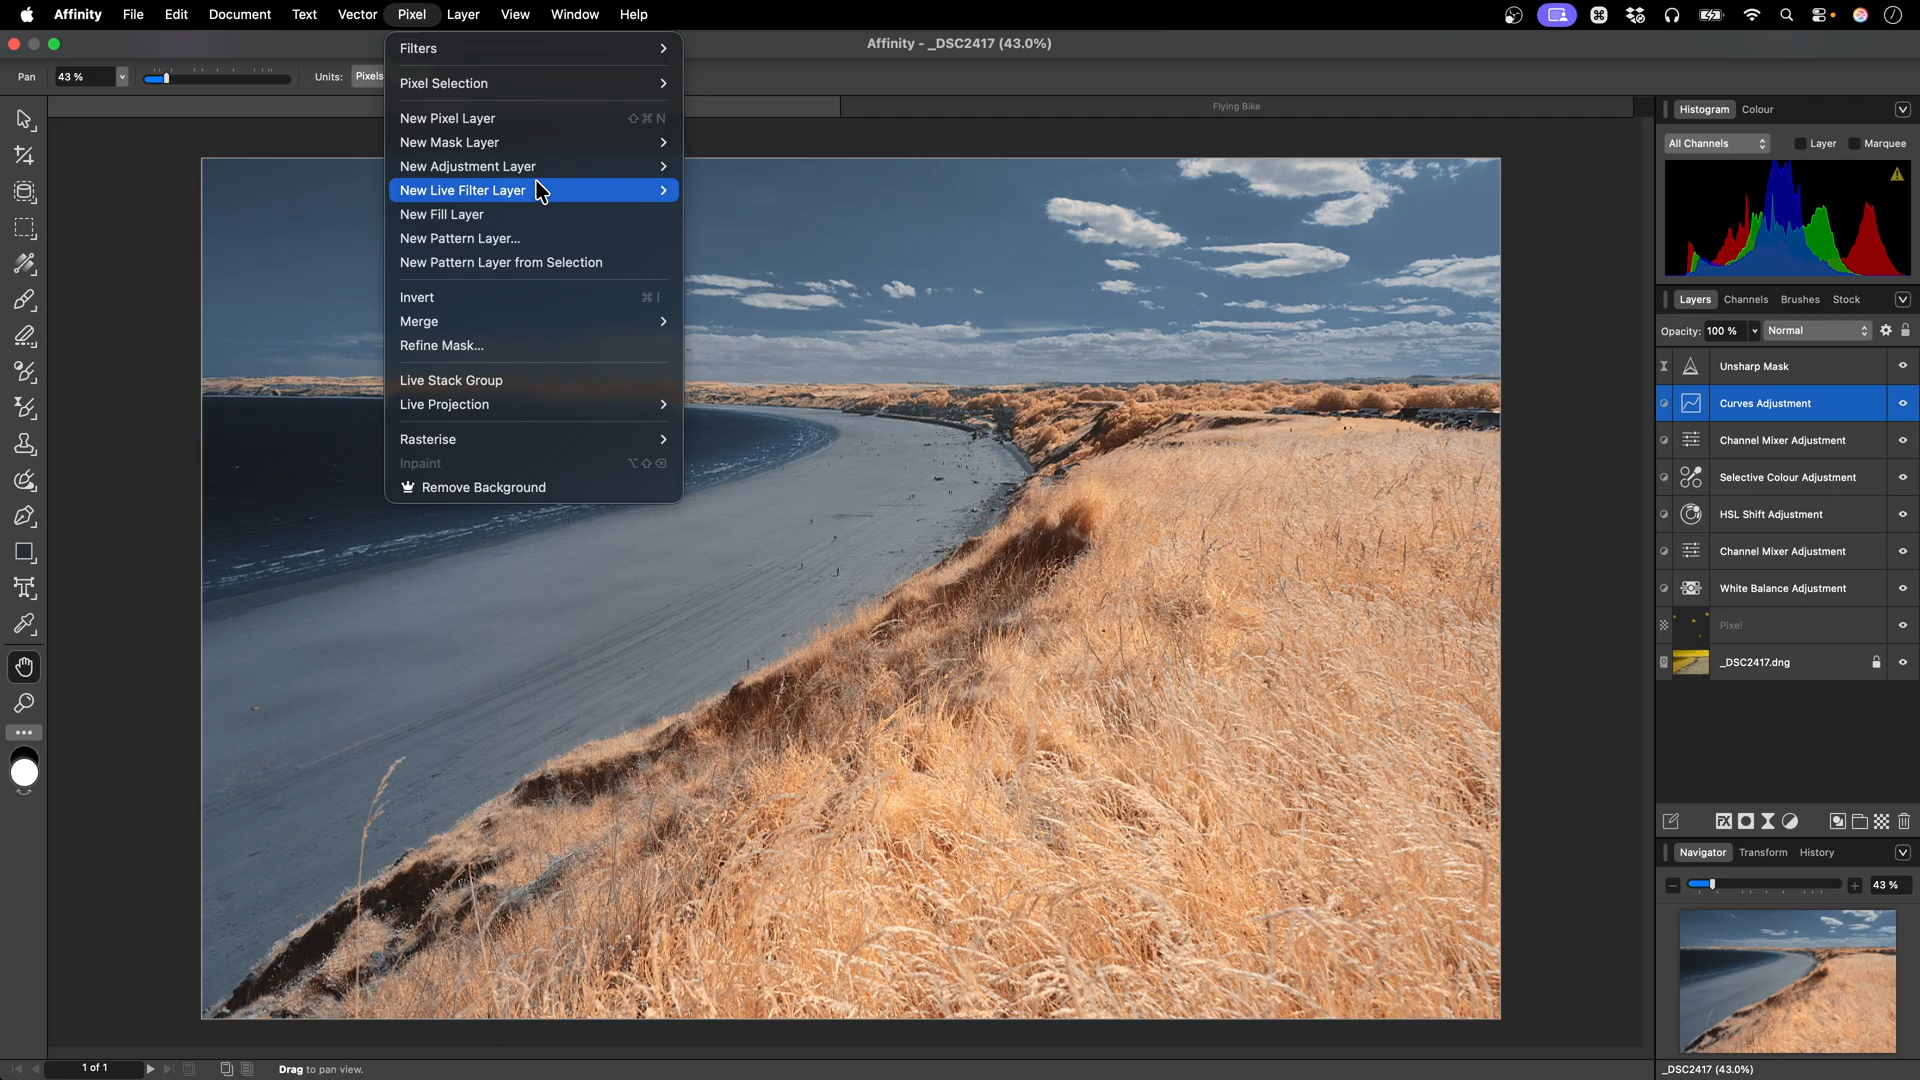 Affinity File Edit Document Text Vector Pixel Layer View Window Help
Affinity - _DSC2417 (43.0%)
Pan 43 % Units: Pixels
Flying Bike
Filters
Pixel Selection
New Pixel Layer ⇧⌘N
New Mask Layer
New Adjustment Layer
New Live Filter Layer
New Fill Layer
New Pattern Layer...
New Pattern Layer from Selection
Invert ⌘I
Merge
Refine Mask...
Live Stack Group
Live Projection
Rasterise
Inpaint ⌥⇧⌫
Remove Background
Histogram Colour
All Channels Layer Marquee
Layers Channels Brushes Stock
Opacity: 100 % Normal
Unsharp Mask
Curves Adjustment
Channel Mixer Adjustment
Selective Colour Adjustment
HSL Shift Adjustment
Channel Mixer Adjustment
White Balance Adjustment
Pixel
_DSC2417.dng
FX
Navigator Transform History
43 %
1 of 1 Drag to pan view.
_DSC2417 (43.0%)